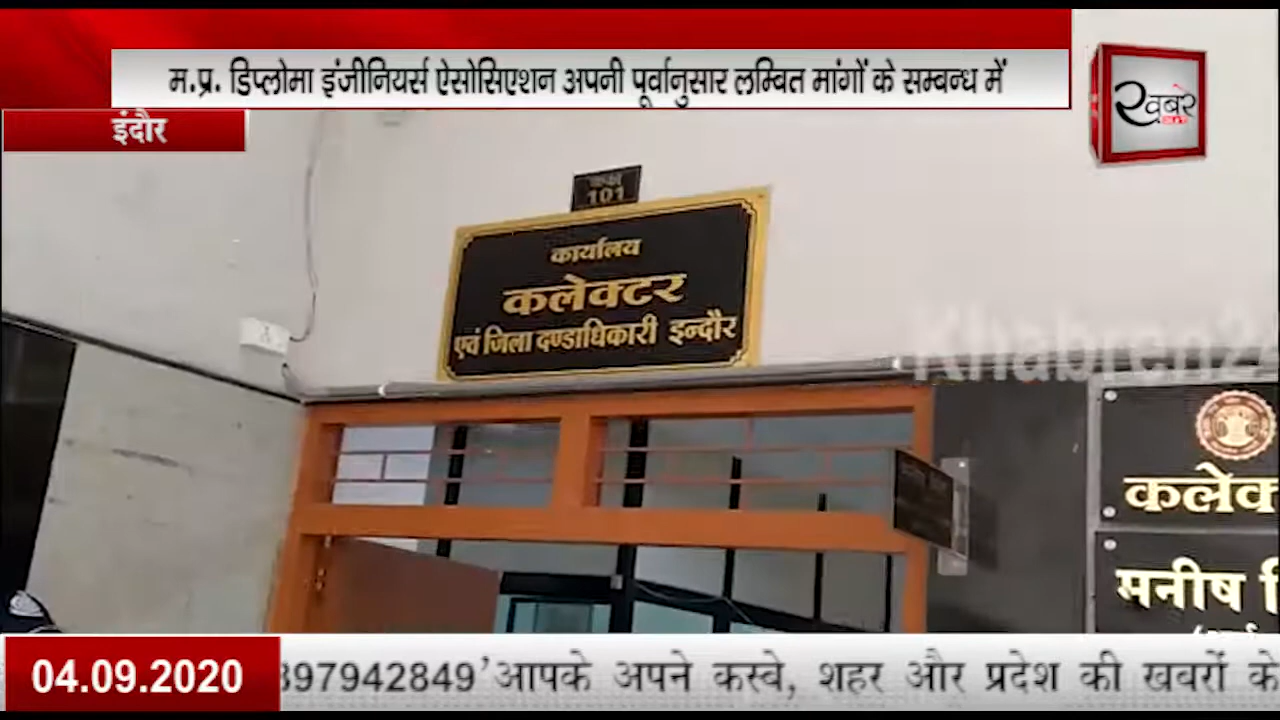 म.प्र. डिप्लोमा इंजीनियर्स ऐसोसिएशन अपनी पूर्वानुसार लम्बित मांगों के सम्बन्ध में
इंदौर
खबरे
101
कार्यालय
कलेक्टर
एवं जिला दण्डाधिकारी इन्दौर
Khabren2
कलेक
मनीष
04.09.2020
397942849'आपके अपने कस्बे, शहर और प्रदेश की खबरों के